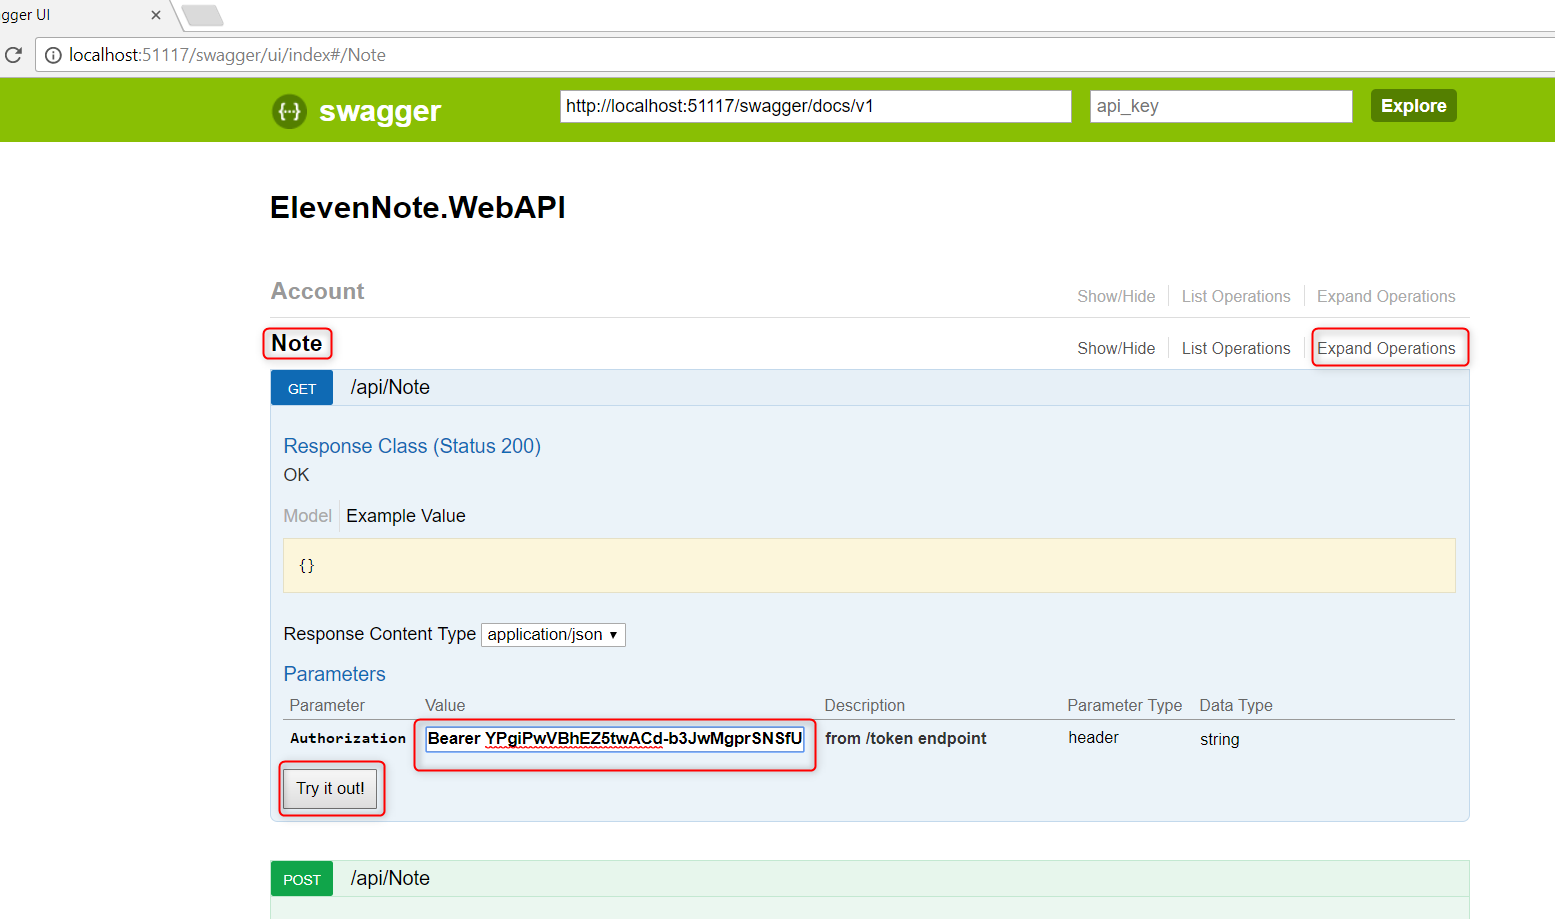 gger UI
localhost:51117/swagger/ui/index#/Note
swagger http://localhost:51117/swagger/docs/v1 api_key Explore
ElevenNote.WebAPI
Account Show/Hide List Operations Expand Operations
Note Show/Hide List Operations Expand Operations
GET /api/Note
Response Class (Status 200)
OK
Model Example Value
{}
Response Content Type application/json
Parameters
Parameter Value Description Parameter Type Data Type
Authorization Bearer YPgiPwVBhEZ5twACd-b3JwMgprSNSfU from /token endpoint header string
Try it out!
POST /api/Note